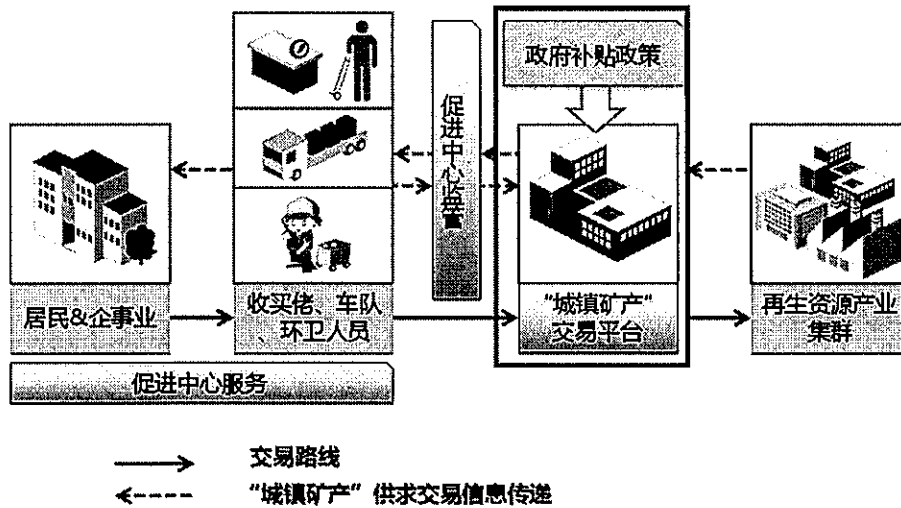 政府补贴政策
促进中心监管
居民&企事业
收买佬、车队
、环卫人员
"城镇矿产"
交易平台
再生资源产业
集群
促进中心服务
交易路线
"城镇矿产" 供求交易信息传递